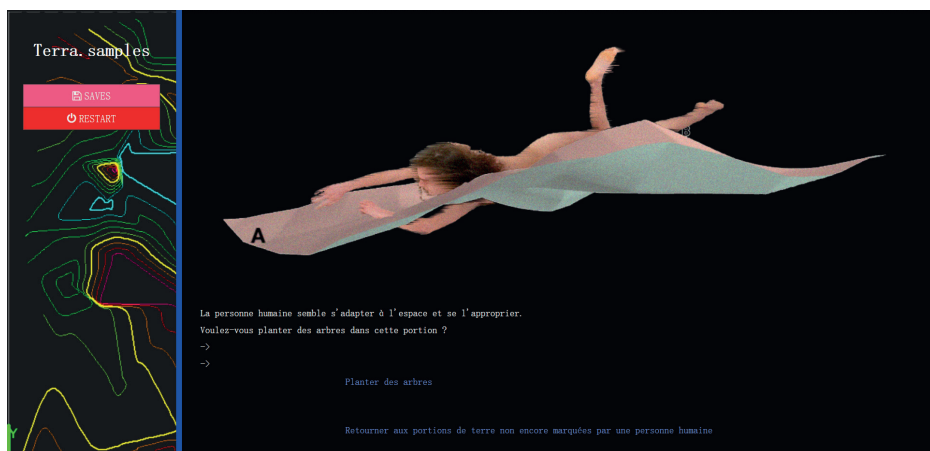 Terra.samples
SAVES
RESTART
A
B
La personne humaine semble s'adapter à l'espace et se l'approprier.
Voulez-vous planter des arbres dans cette portion ?
->
->
Planter des arbres
Retourner aux portions de terre non encore marquées par une personne humaine
Y